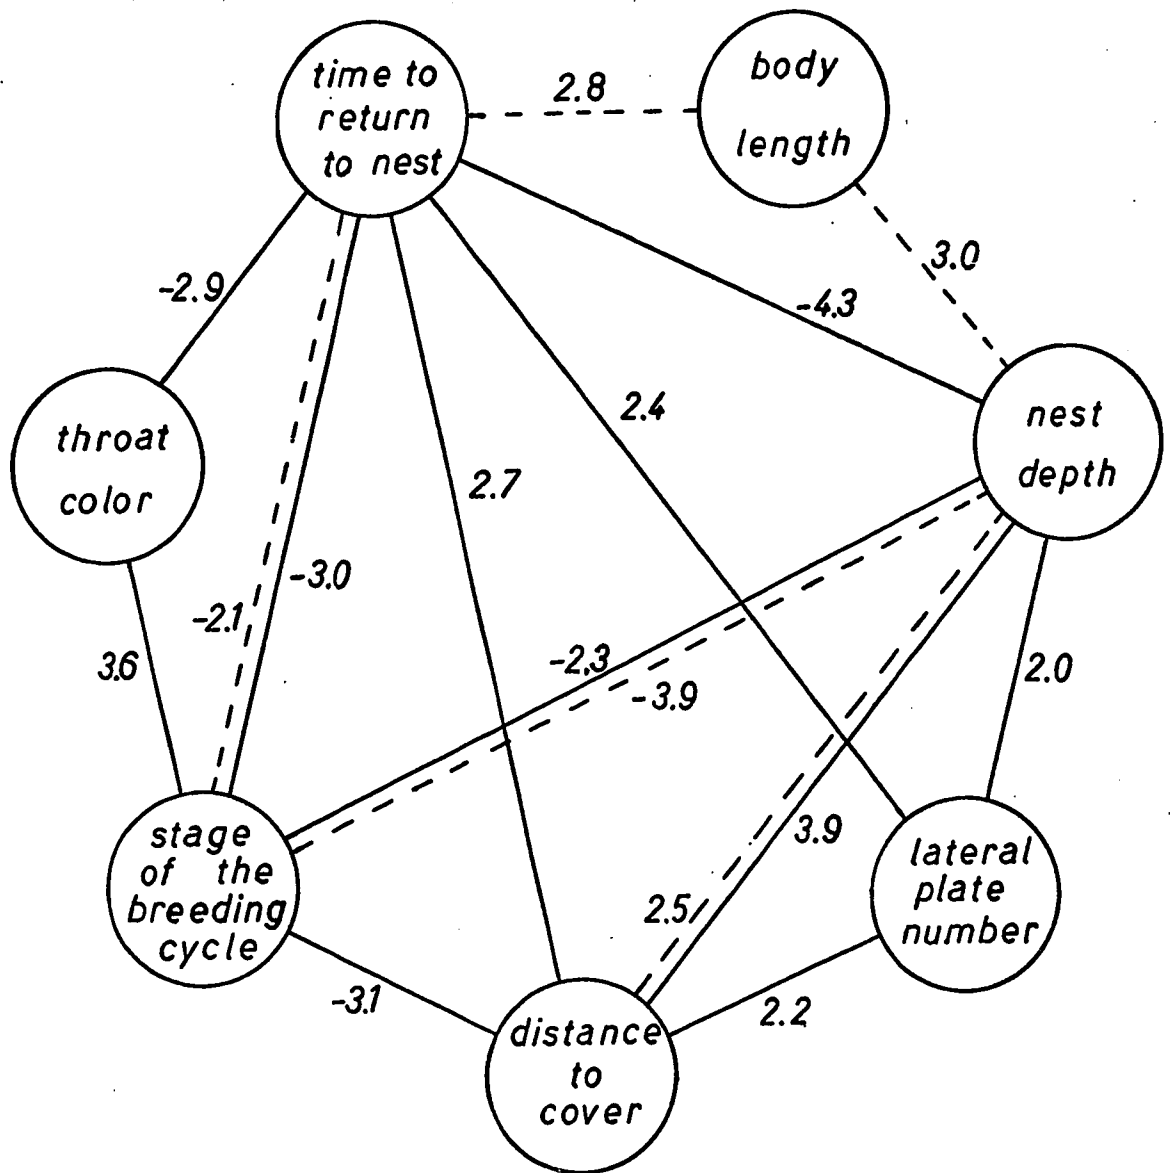 time to
return
to nest
2.8
body
length
3.0
-2.9
-4.3
throat
color
2.4
nest
depth
2.7
-3.0
-2.1
3.6
-2.3
-3.9
2.0
3.9
2.5
stage
of the
breeding
cycle
lateral
plate
number
-3.1
2.2
distance
to
cover